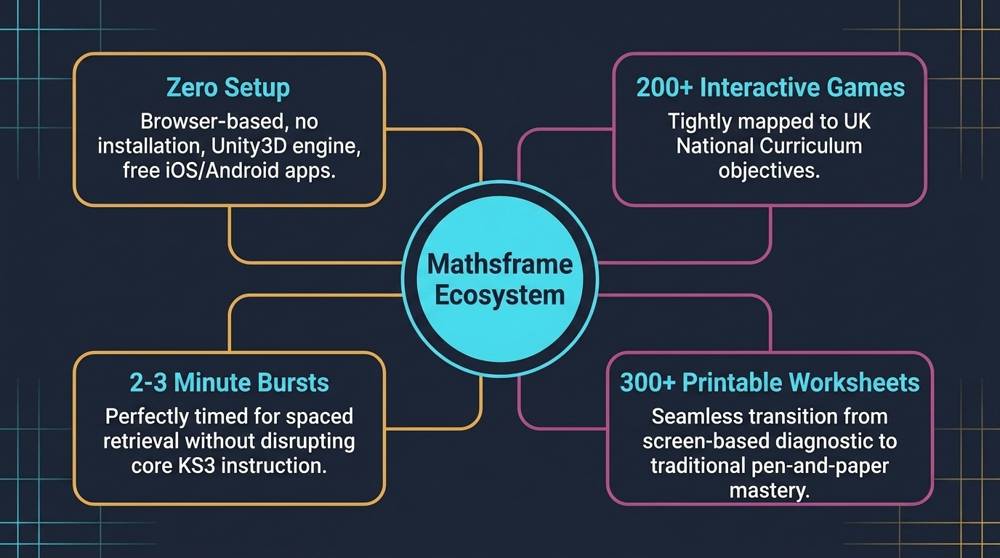 Zero Setup
Browser-based, no
installation, Unity3D engine,
free iOS/Android apps.
200+ Interactive Games
Tightly mapped to UK
National Curriculum
objectives.
Mathsframe
Ecosystem
2-3 Minute Bursts
Perfectly timed for spaced
retrieval without disrupting
core KS3 instruction.
300+ Printable Worksheets
Seamless transition from
screen-based diagnostic to
traditional pen-and-paper
mastery.